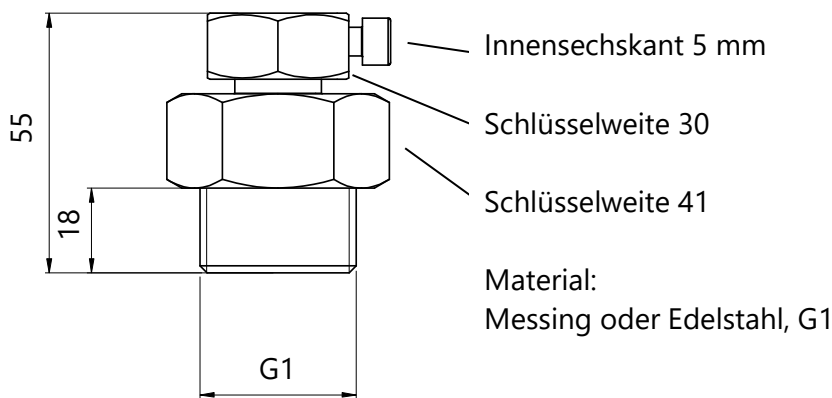 55
18
G1
Innensechskant 5 mm
Schlüsselweite 30
Schlüsselweite 41
Material:
Messing oder Edelstahl, G1